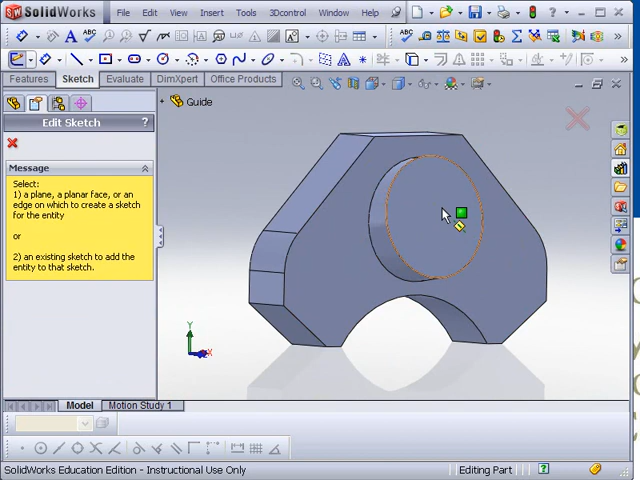 SolidWorks
File Edit View Insert Tools 3Dcontrol Window Help
Features Sketch Evaluate DimXpert Office Products
Guide
Edit Sketch ?
Message
Select:
1) a plane, a planar face, or an
edge on which to create a sketch
for the entity
or
2) an existing sketch to add the
entity to that sketch.
Y
X
Model Motion Study 1
SolidWorks Education Edition - Instructional Use Only
Editing Part
?